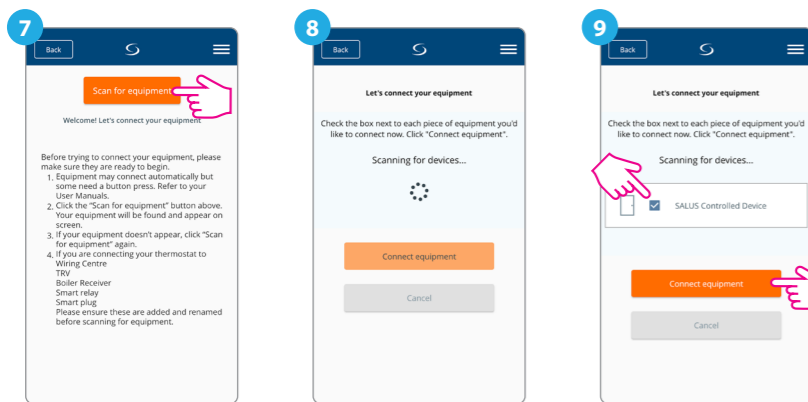 7
Back
Scan for equipment
Welcome! Let's connect your equipment
Before trying to connect your equipment, please
make sure they are ready to begin.
1. Equipment may connect automatically but
some need a button press. Refer to your
User Manuals.
2. Click the "Scan for equipment" button above.
Your equipment will be found and appear on
screen.
3. If your equipment doesn't appear, click "Scan
for equipment" again.
4. If you are connecting your thermostat to
Wiring Centre
TRV
Boiler Receiver
Smart relay
Smart plug
Please ensure these are added and renamed
before scanning for equipment.
8
Back
Let's connect your equipment
Check the box next to each piece of equipment you'd
like to connect now. Click "Connect equipment".
Scanning for devices...
Connect equipment
Cancel
9
Back
Let's connect your equipment
Check the box next to each piece of equipment you'd
like to connect now. Click "Connect equipment".
Scanning for devices...
SALUS Controlled Device
Connect equipment
Cancel